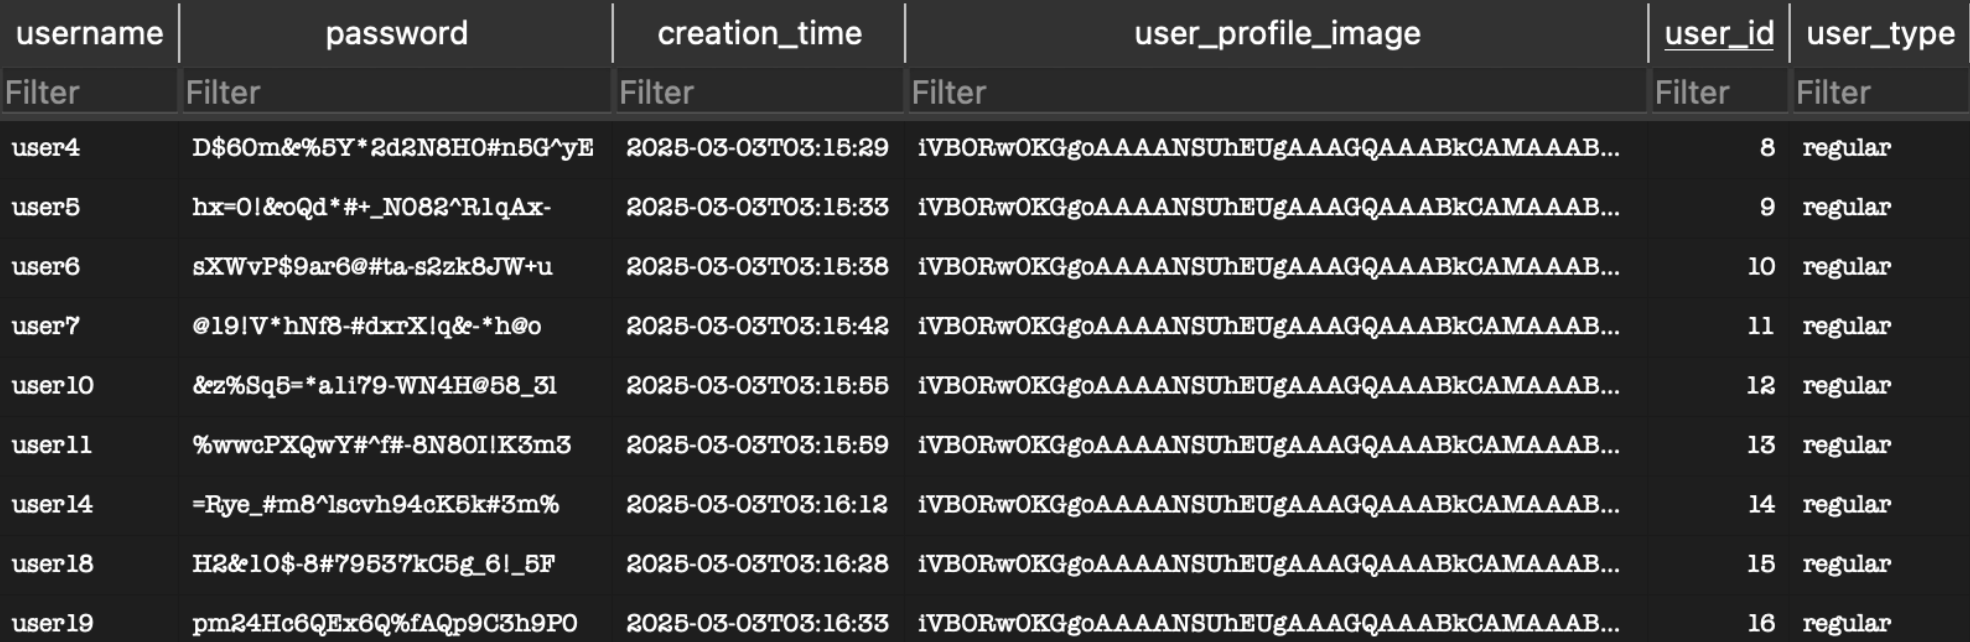 username password creation_time user_profile_image user_id user_type
Filter Filter Filter Filter Filter Filter
user4 D$60m&%5Y*2d2N8H0#n5G^yE 2025-03-03T03:15:29 iVBORw0KGgoAAAANSUhEUgAAAGQAAABkCAMAAAB... 8 regular
user5 hx=0!&oQd*#+_N082^R1qAx- 2025-03-03T03:15:33 iVBORw0KGgoAAAANSUhEUgAAAGQAAABkCAMAAAB... 9 regular
user6 sXWvP$9ar6@#ta-s2zk8JW+u 2025-03-03T03:15:38 iVBORw0KGgoAAAANSUhEUgAAAGQAAABkCAMAAAB... 10 regular
user7 @19!V*hNf8-#dxrX!q&-*h@o 2025-03-03T03:15:42 iVBORw0KGgoAAAANSUhEUgAAAGQAAABkCAMAAAB... 11 regular
user10 &z%Sq5=*a1i79-WN4H@58_3l 2025-03-03T03:15:55 iVBORw0KGgoAAAANSUhEUgAAAGQAAABkCAMAAAB... 12 regular
user11 %wwcPXQwY#^f#-8N80I!K3m3 2025-03-03T03:15:59 iVBORw0KGgoAAAANSUhEUgAAAGQAAABkCAMAAAB... 13 regular
user14 =Rye_#m8^lscvh94cK5k#3m% 2025-03-03T03:16:12 iVBORw0KGgoAAAANSUhEUgAAAGQAAABkCAMAAAB... 14 regular
user18 H2&10$-8#79537kC5g_6!_5F 2025-03-03T03:16:28 iVBORw0KGgoAAAANSUhEUgAAAGQAAABkCAMAAAB... 15 regular
user19 pm24Hc6QEx6Q%fAQp9C3h9P0 2025-03-03T03:16:33 iVBORw0KGgoAAAANSUhEUgAAAGQAAABkCAMAAAB... 16 regular